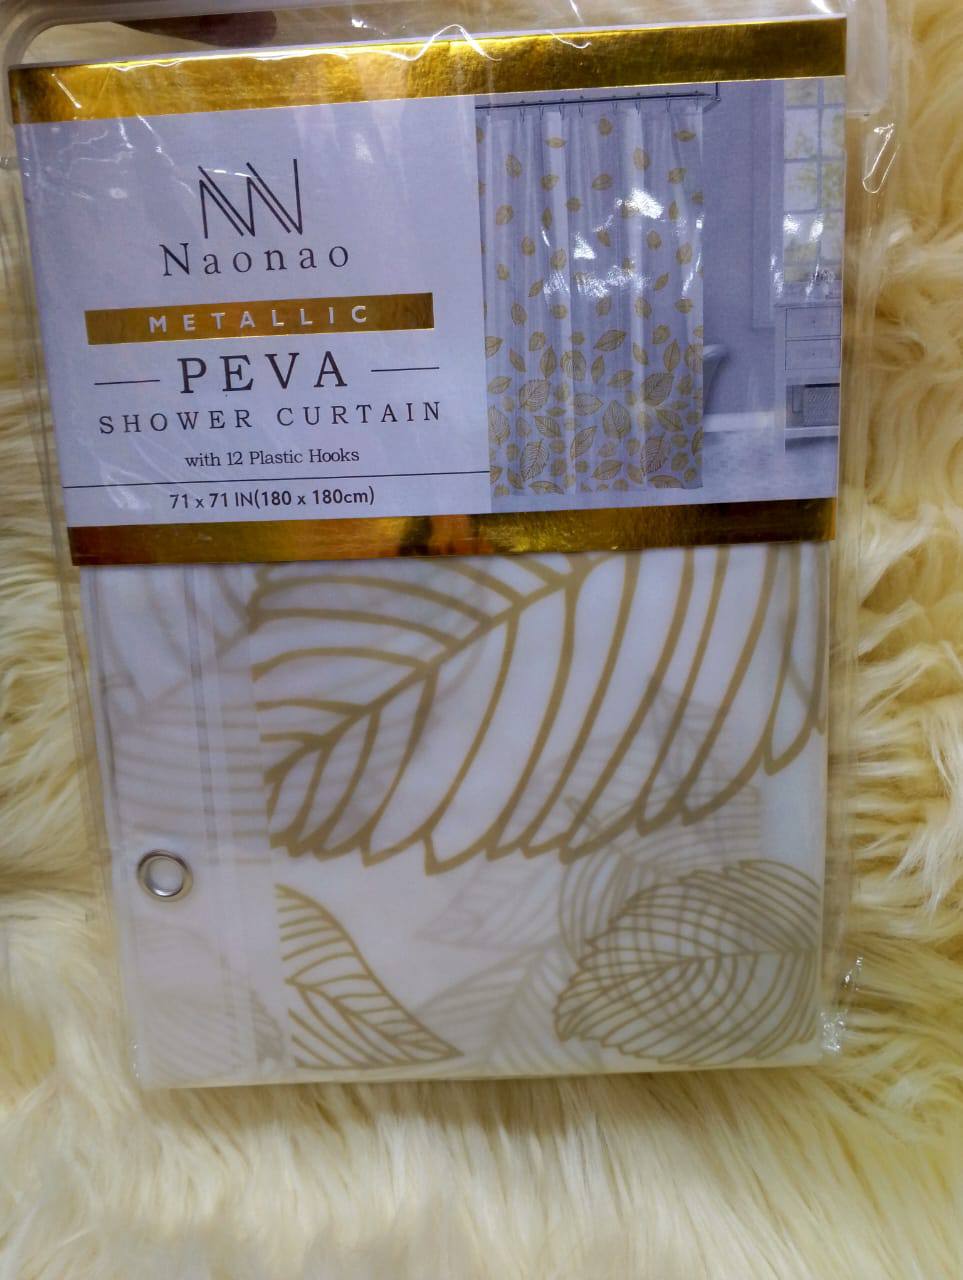 Naonao
METALLIC
PEVA
SHOWER CURTAIN
with 12 Plastic Hooks
71 x 71 IN(180 x 180cm)